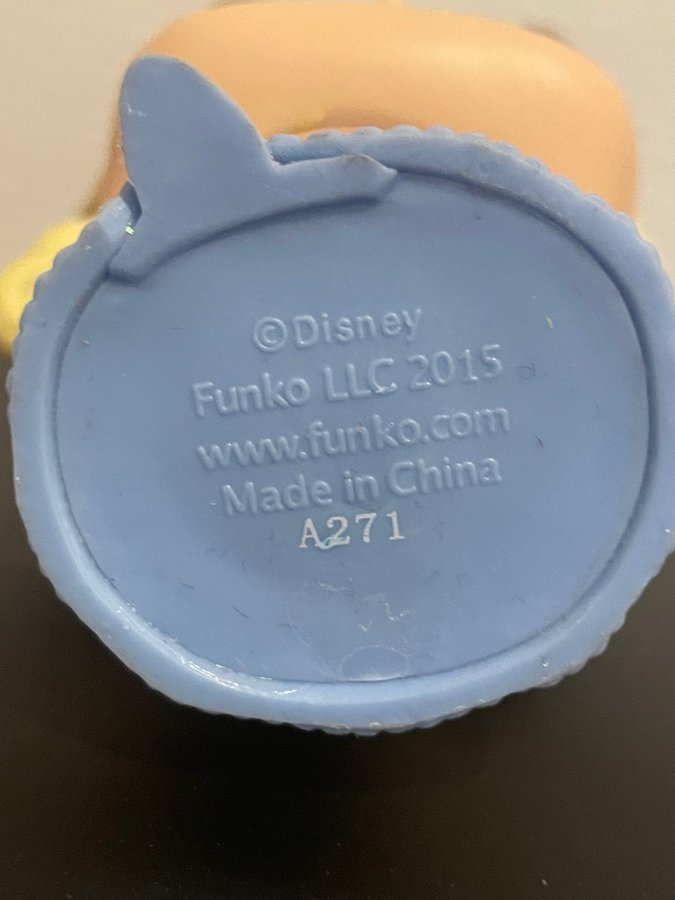 ©Disney
Funko LLC 2015
www.funko.com
Made in China
A271